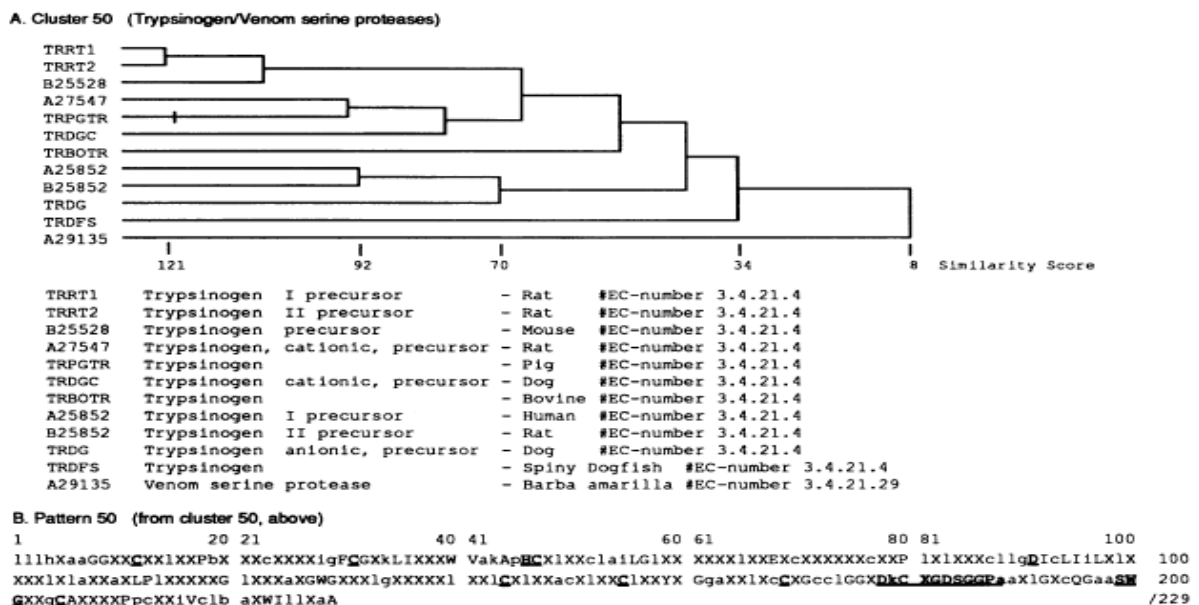 A. Cluster 50 (Trypsinogen/Venom serine proteases)
TRRT1
TRRT2
B25528
A27547
TRPGTR
TRDGC
TRBOTR
A25852
B25852
TRDG
TRDFS
A29135
121 92 70 34 8 Similarity Score
TRRT1 Trypsinogen I precursor - Rat #EC-number 3.4.21.4
TRRT2 Trypsinogen II precursor - Rat #EC-number 3.4.21.4
B25528 Trypsinogen precursor - Mouse #EC-number 3.4.21.4
A27547 Trypsinogen, cationic, precursor - Rat #EC-number 3.4.21.4
TRPGTR Trypsinogen - Pig #EC-number 3.4.21.4
TRDGC Trypsinogen cationic, precursor - Dog #EC-number 3.4.21.4
TRBOTR Trypsinogen - Bovine #EC-number 3.4.21.4
A25852 Trypsinogen I precursor - Human #EC-number 3.4.21.4
B25852 Trypsinogen II precursor - Rat #EC-number 3.4.21.4
TRDG Trypsinogen anionic, precursor - Dog #EC-number 3.4.21.4
TRDFS Trypsinogen - Spiny Dogfish #EC-number 3.4.21.4
A29135 Venom serine protease - Barba amarilla #EC-number 3.4.21.29
B. Pattern 50 (from cluster 50, above)
1 20 21 40 41 60 61 80 81 100
lllhXaaGGXXCXXlXXPbX XXcXXXXigFCGXkLIXXXW VakApHCXlXXclaiLGlXX XXXXlXXEXcXXXXXXcXXP lXlXXXcllgDIcLIiLXlX 100
XXXlXlaXXaXLPlXXXXXG lXXXaXGWGXXXlgXXXXXl XXlCXlXXacXlXXClXXYX GgaXXlXcCXGcclGGXDkC XGDSGGPaaXlGXcQGaaSW 200
GXXgCAXXXXPpcXXiVclb aXWIllXaA /229